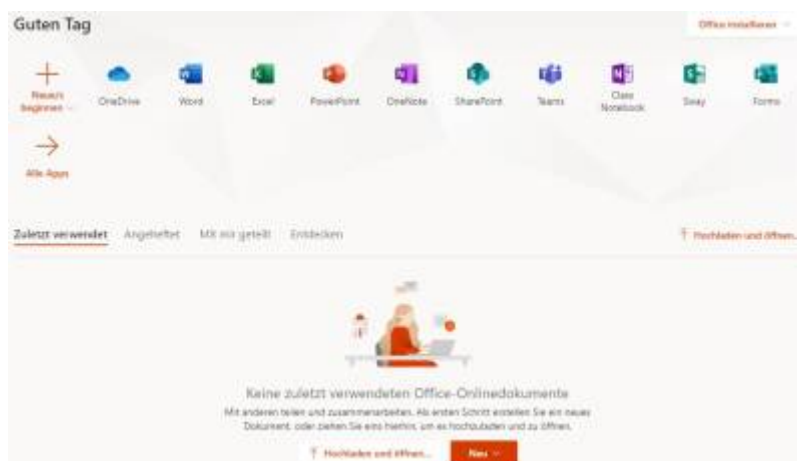 Guten Tag
Office installieren
Neue/s
beginnen
OneDrive
Word
Excel
PowerPoint
OneNote
SharePoint
Teams
Class
Notebook
Sway
Forms
Alle Apps
Zuletzt verwendet
Angeheftet
Mit mir geteilt
Entdecken
Hochladen und öffnen...
Keine zuletzt verwendeten Office-Onlinedokumente
Mit anderen teilen und zusammenarbeiten. Als ersten Schritt erstellen Sie ein neues
Dokument, oder ziehen Sie eins hierhin, um es hochzuladen und zu öffnen.
Hochladen und öffnen...
Neu